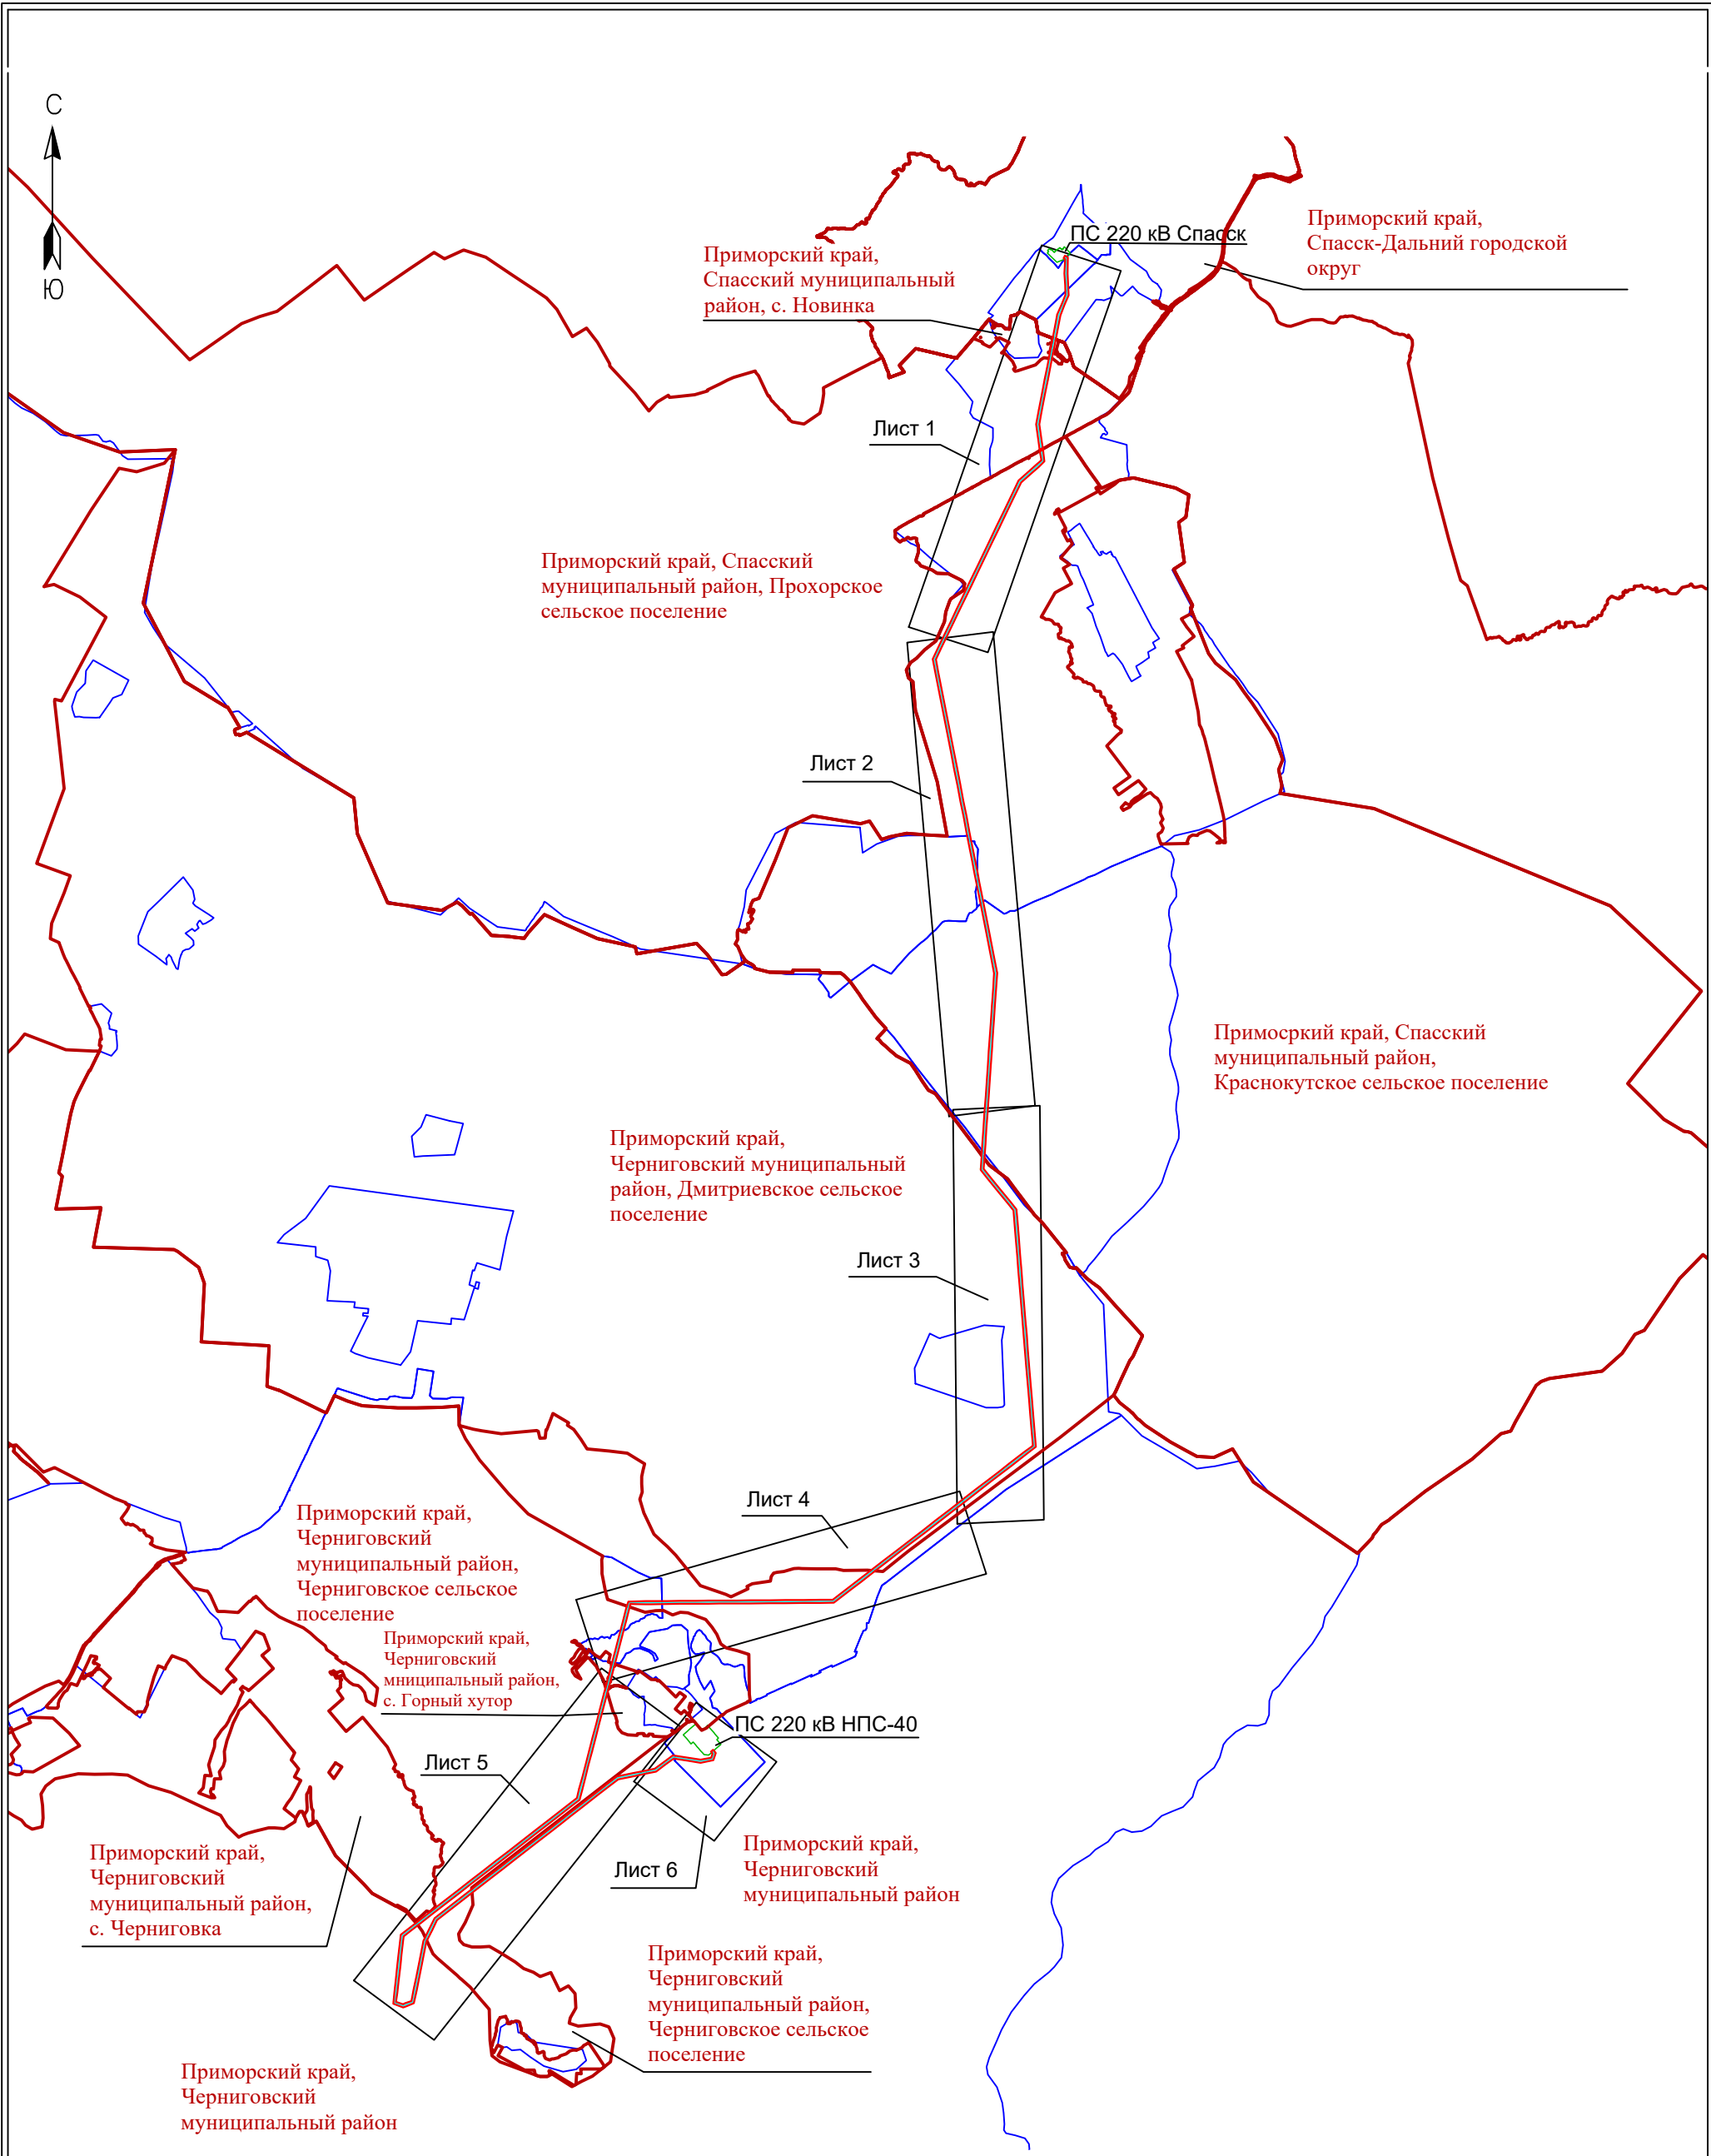 С
Ю
ПС 220 кВ Спасск
Приморский край,
Спасск-Дальний городской
округ
Приморский край,
Спасский муниципальный
район, с. Новинка
Лист 1
Приморский край, Спасский
муниципальный район, Прохорское
сельское поселение
Лист 2
Примосркий край, Спасский
муниципальный район,
Краснокутское сельское поселение
Приморский край,
Черниговский муниципальный
район, Дмитриевское сельское
поселение
Лист 3
Лист 4
Приморский край,
Черниговский
муниципальный район,
Черниговское сельское
поселение
Приморский край,
Черниговский
мниципальный район,
с. Горный хутор
ПС 220 кВ НПС-40
Лист 5
Лист 6
Приморский край,
Черниговский
муниципальный район
Приморский край,
Черниговский
муниципальный район,
с. Черниговка
Приморский край,
Черниговский
муниципальный район,
Черниговское сельское
поселение
Приморский край,
Черниговский
муниципальный район